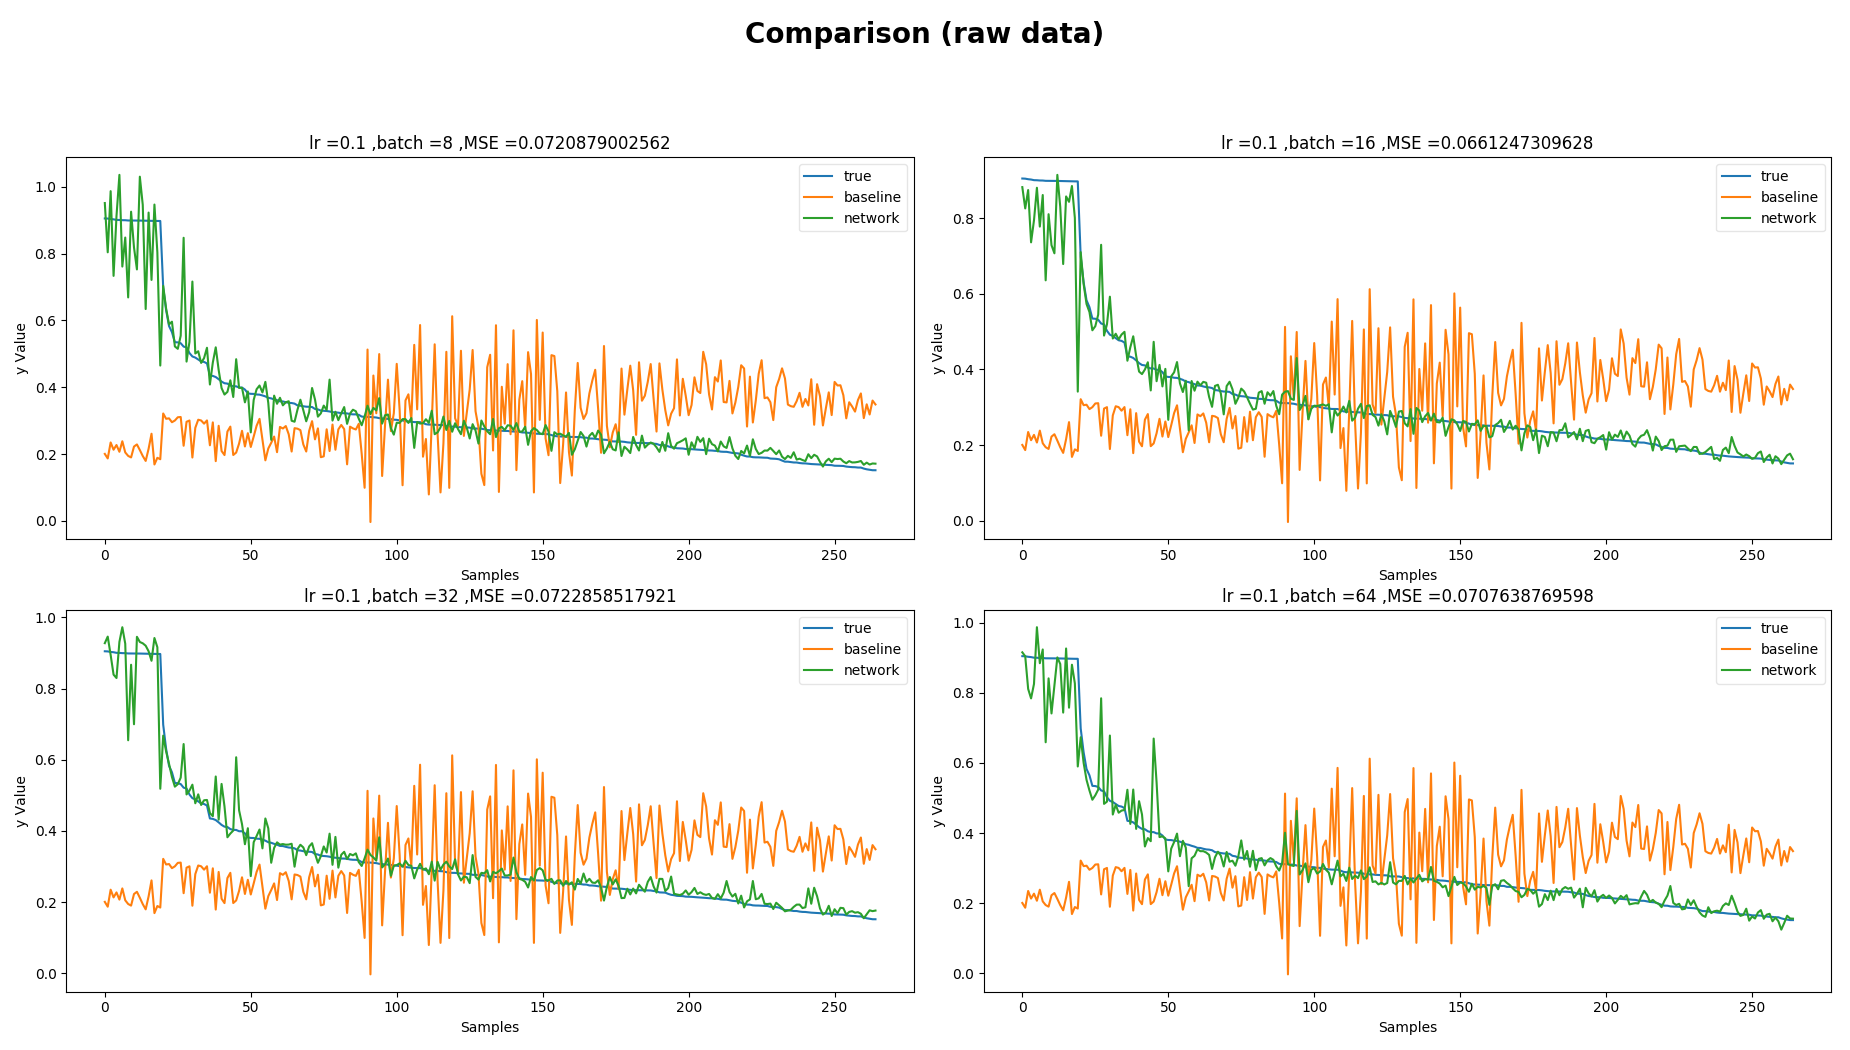 Comparison (raw data)
lr =0.1 ,batch =8 ,MSE =0.0720879002562
true
baseline
network
y Value
1.0
0.8
0.6
0.4
0.2
0.0
0 50 100 150 200 250
Samples
lr =0.1 ,batch =16 ,MSE =0.0661247309628
true
baseline
network
y Value
0.8
0.6
0.4
0.2
0.0
0 50 100 150 200 250
Samples
lr =0.1 ,batch =32 ,MSE =0.0722858517921
true
baseline
network
y Value
1.0
0.8
0.6
0.4
0.2
0.0
0 50 100 150 200 250
Samples
lr =0.1 ,batch =64 ,MSE =0.0707638769598
true
baseline
network
y Value
1.0
0.8
0.6
0.4
0.2
0.0
0 50 100 150 200 250
Samples